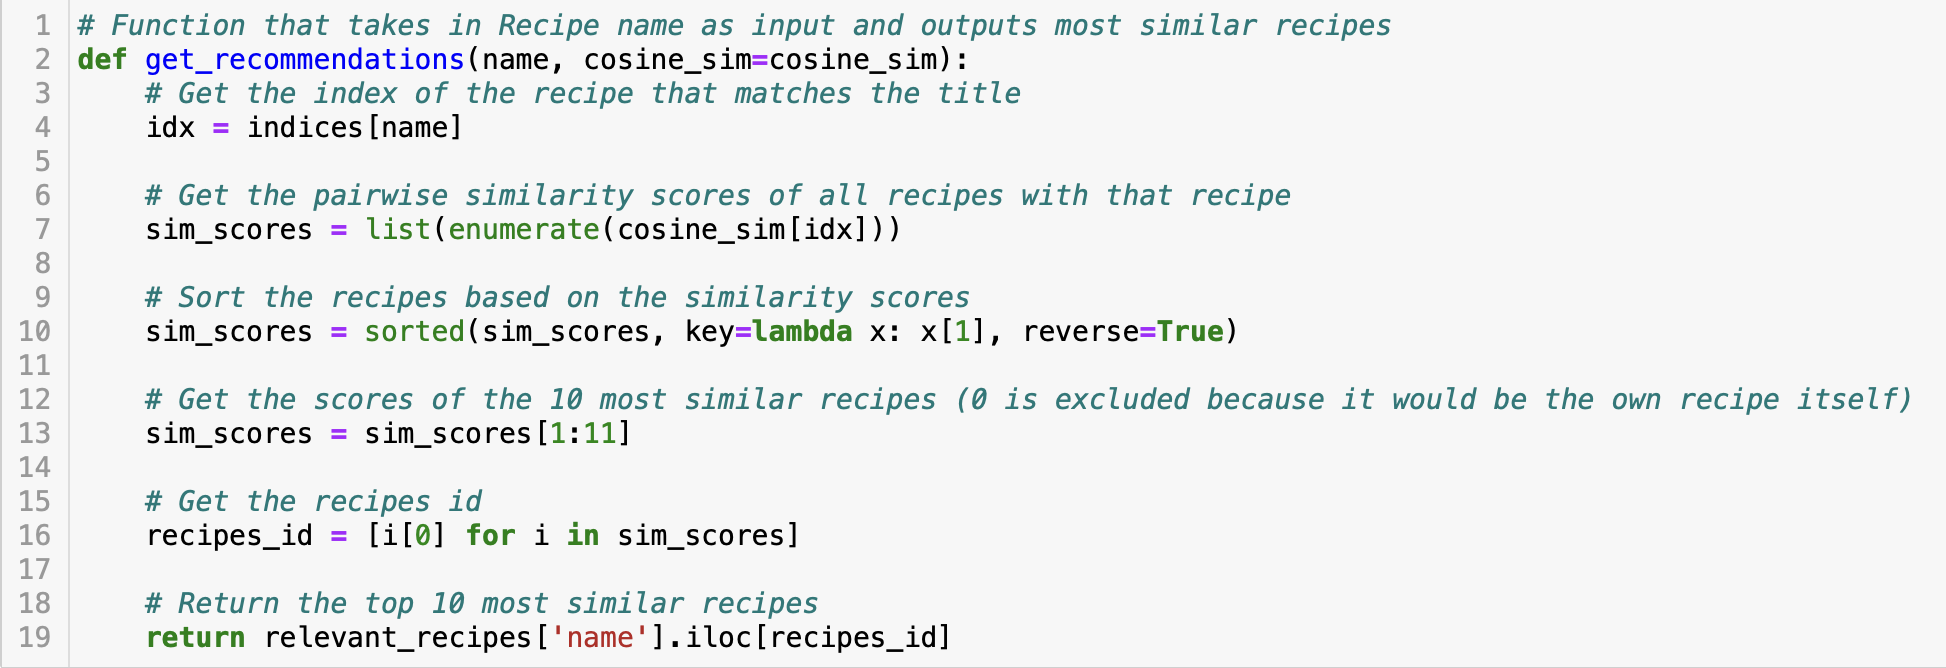 1 # Function that takes in Recipe name as input and outputs most similar recipes
2 def get_recommendations(name, cosine_sim=cosine_sim):
3     # Get the index of the recipe that matches the title
4     idx = indices[name]
5
6     # Get the pairwise similarity scores of all recipes with that recipe
7     sim_scores = list(enumerate(cosine_sim[idx]))
8
9     # Sort the recipes based on the similarity scores
10     sim_scores = sorted(sim_scores, key=lambda x: x[1], reverse=True)
11
12     # Get the scores of the 10 most similar recipes (0 is excluded because it would be the own recipe itself)
13     sim_scores = sim_scores[1:11]
14
15     # Get the recipes id
16     recipes_id = [i[0] for i in sim_scores]
17
18     # Return the top 10 most similar recipes
19     return relevant_recipes['name'].iloc[recipes_id]